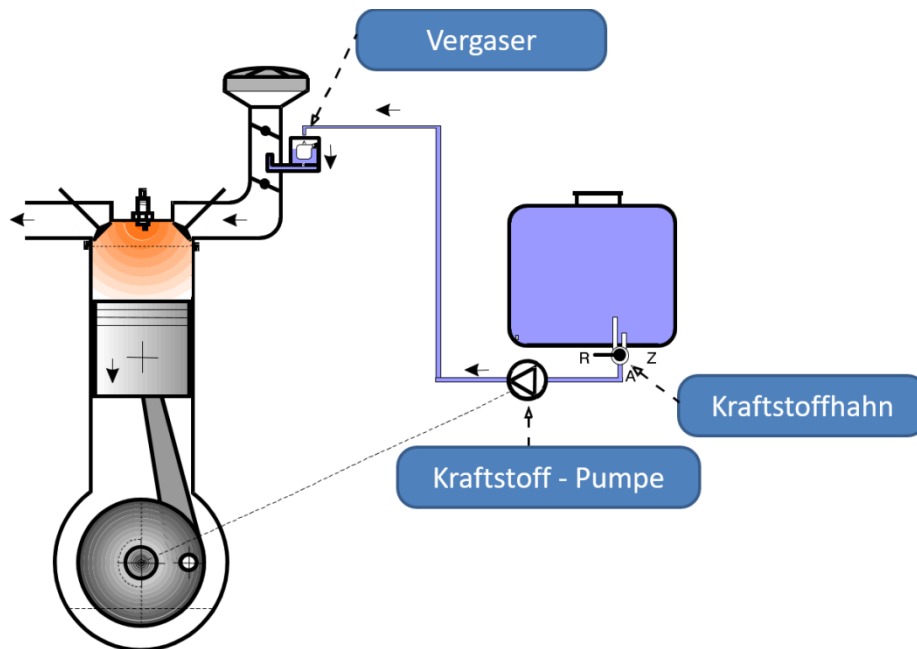 Vergaser
R
Z
A
Kraftstoffhahn
Kraftstoff - Pumpe